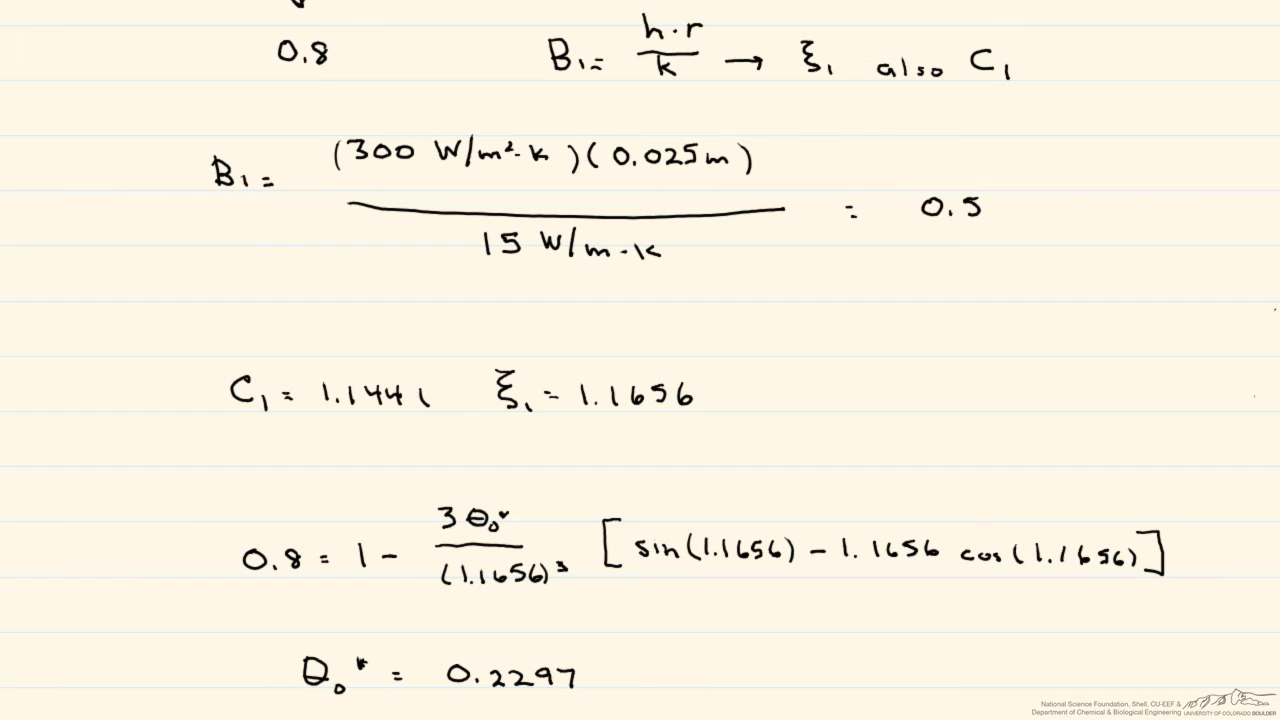 0.8 Bi = h·r / k → ξ₁ also C₁
Bi = (300 W/m²·K)(0.025m) / 15 W/m·K = 0.5
C₁ = 1.1441 ξ₁ = 1.1656
0.8 = 1 - 3θ₀* / (1.1656)³ [sin(1.1656) - 1.1656 cos(1.1656)]
θ₀* = 0.2297
National Science Foundation, Shell, CU-EEF &
Department of Chemical & Biological Engineering UNIVERSITY OF COLORADO BOULDER